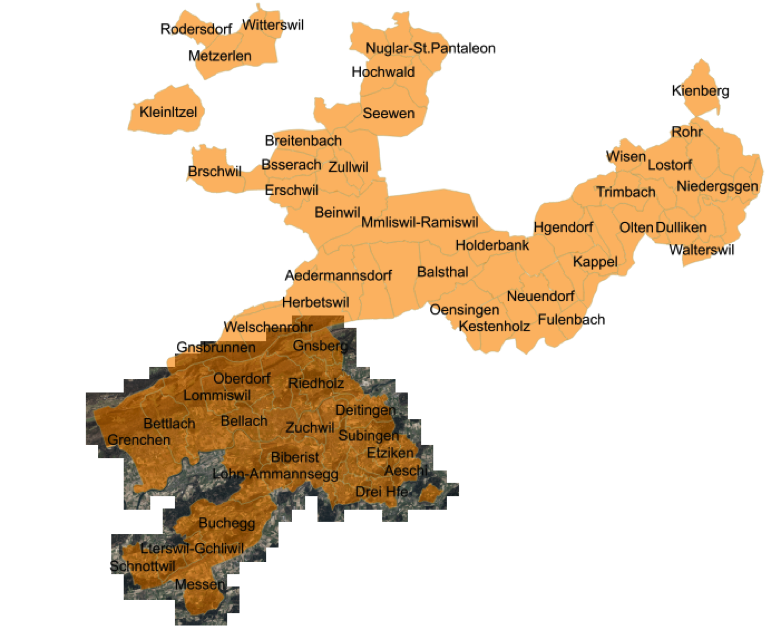 Rodersdorf
Witterswil
Metzerlen
Nuglar-St.Pantaleon
Hochwald
Kleinltzel
Seewen
Kienberg
Rohr
Breitenbach
Wisen
Lostorf
Bsserach
Zullwil
Brschwil
Trimbach
Niedergsgen
Erschwil
Beinwil
Mmliswil-Ramiswil
Hgendorf
Olten
Dulliken
Holderbank
Walterswil
Kappel
Aedermannsdorf
Balsthal
Herbetswil
Neuendorf
Oensingen
Fulenbach
Kestenholz
Welschenrohr
Gnsbrunnen
Gnsberg
Oberdorf
Riedholz
Lommiswil
Deitingen
Bettlach
Bellach
Zuchwil
Subingen
Grenchen
Etziken
Biberist
Aeschi
Lohn-Ammannsegg
Drei Hfe
Buchegg
Lterswil-Gchliwil
Schnottwil
Messen